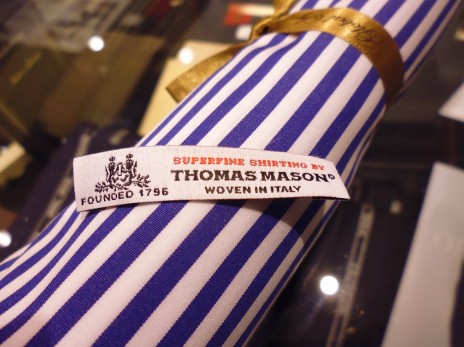 SUPERFINE SHIRTING BY
THOMAS MASON®
WOVEN IN ITALY
FOUNDED 1796